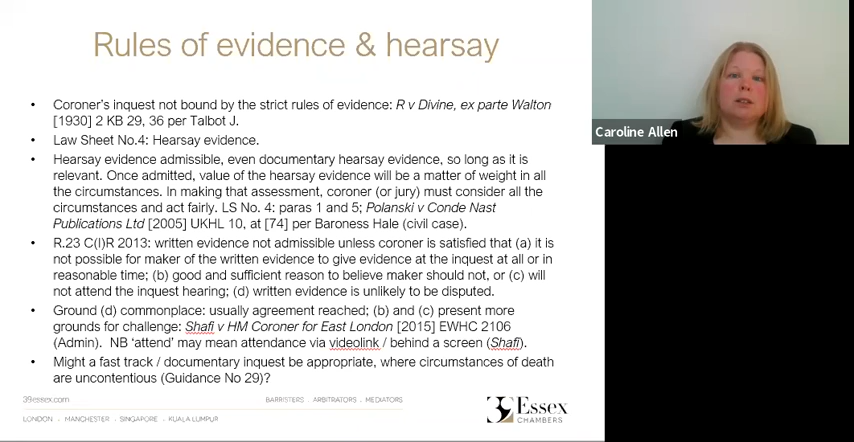 Rules of evidence & hearsay
• Coroner's inquest not bound by the strict rules of evidence: R v Divine, ex parte Walton
[1930] 2 KB 29, 36 per Talbot J.
• Law Sheet No.4: Hearsay evidence.
• Hearsay evidence admissible, even documentary hearsay evidence, so long as it is
relevant. Once admitted, value of the hearsay evidence will be a matter of weight in all
the circumstances. In making that assessment, coroner (or jury) must consider all the
circumstances and act fairly. LS No. 4: paras 1 and 5; Polanski v Conde Nast
Publications Ltd [2005] UKHL 10, at [74] per Baroness Hale (civil case).
• R.23 C(I)R 2013: written evidence not admissible unless coroner is satisfied that (a) it is
not possible for maker of the written evidence to give evidence at the inquest at all or in
reasonable time; (b) good and sufficient reason to believe maker should not, or (c) will
not attend the inquest hearing; (d) written evidence is unlikely to be disputed.
• Ground (d) commonplace: usually agreement reached; (b) and (c) present more
grounds for challenge: Shafi v HM Coroner for East London [2015] EWHC 2106
(Admin). NB 'attend' may mean attendance via videolink / behind a screen (Shafi).
• Might a fast track / documentary inquest be appropriate, where circumstances of death
are uncontentious (Guidance No 29)?
39essex.com
BARRISTERS . ARBITRATORS . MEDIATORS
LONDON . MANCHESTER . SINGAPORE . KUALA LUMPUR
39 Essex
CHAMBERS
Caroline Allen